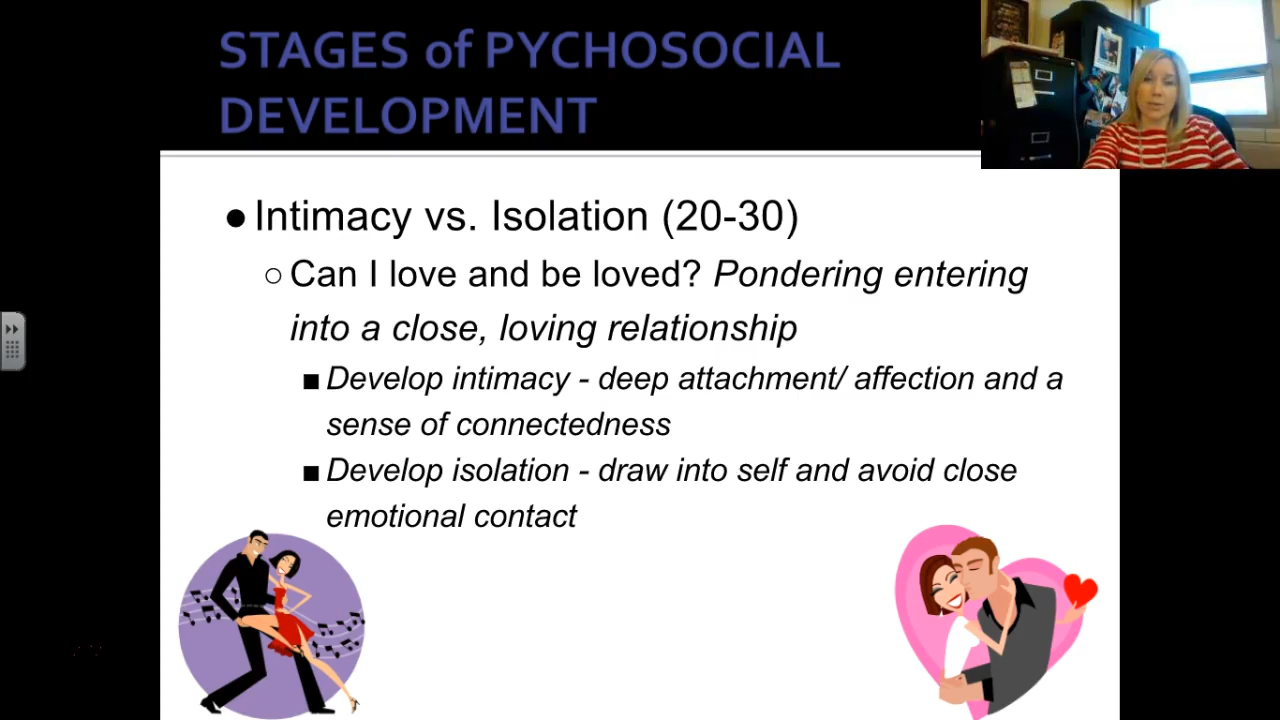 STAGES of PYCHOSOCIAL
DEVELOPMENT
● Intimacy vs. Isolation (20-30)
○ Can I love and be loved? Pondering entering
into a close, loving relationship
■ Develop intimacy - deep attachment/ affection and a
sense of connectedness
■ Develop isolation - draw into self and avoid close
emotional contact